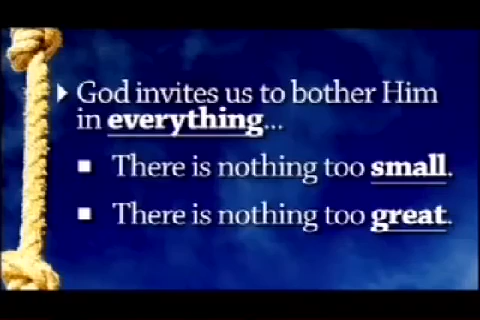 God invites us to bother Him
in everything...
There is nothing too small.
There is nothing too great.